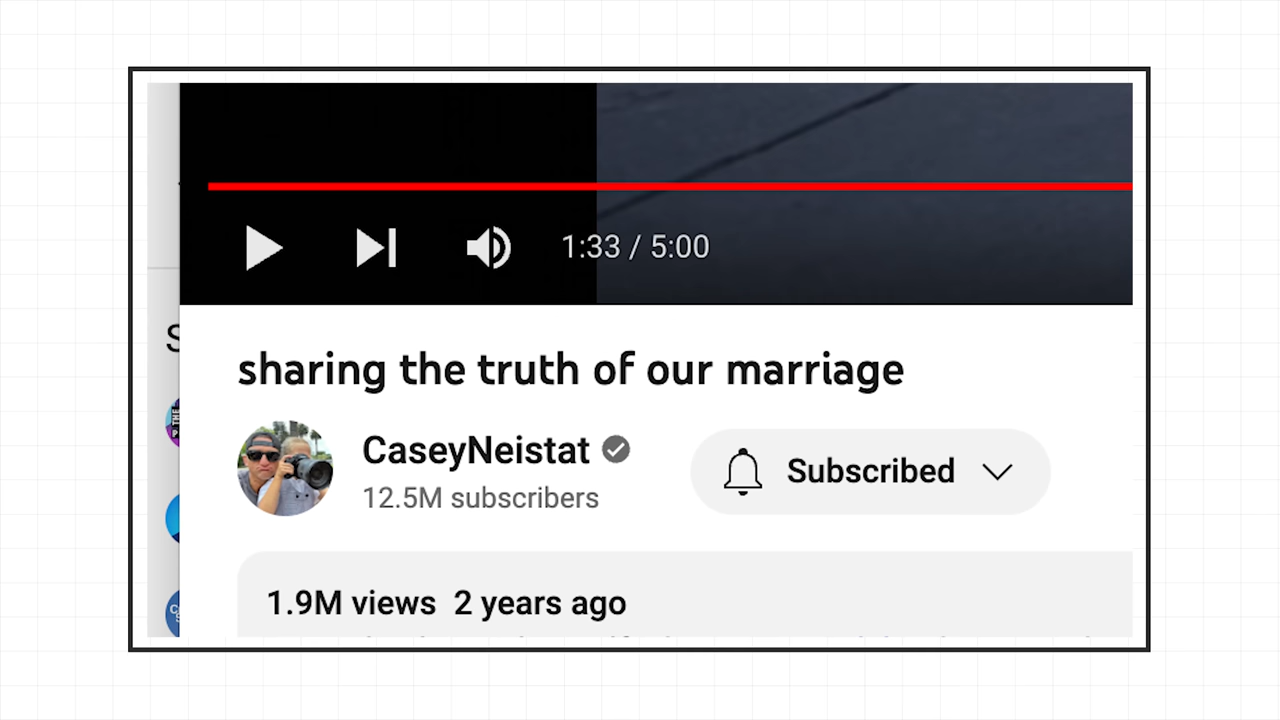 1:33 / 5:00
sharing the truth of our marriage
CaseyNeistat
12.5M subscribers
Subscribed
1.9M views 2 years ago